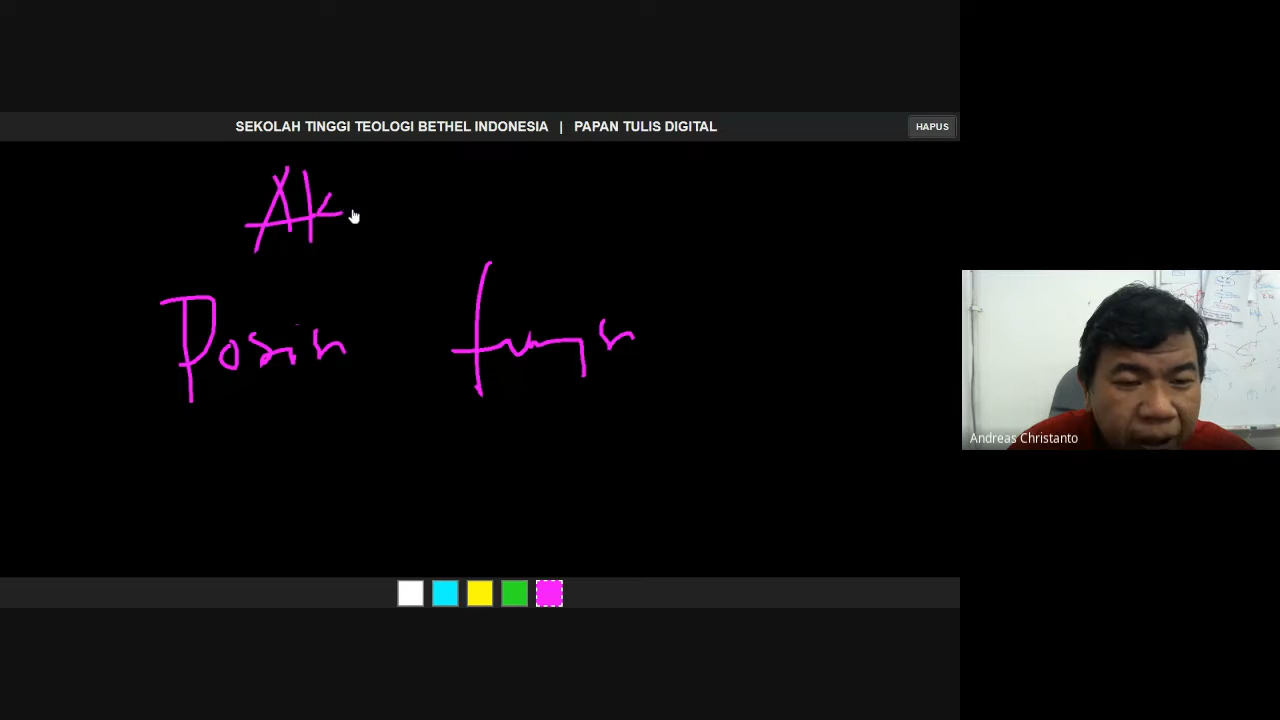 SEKOLAH TINGGI TEOLOGI BETHEL INDONESIA | PAPAN TULIS DIGITAL
HAPUS
Ak
Posisi fungsi
Andreas Christanto